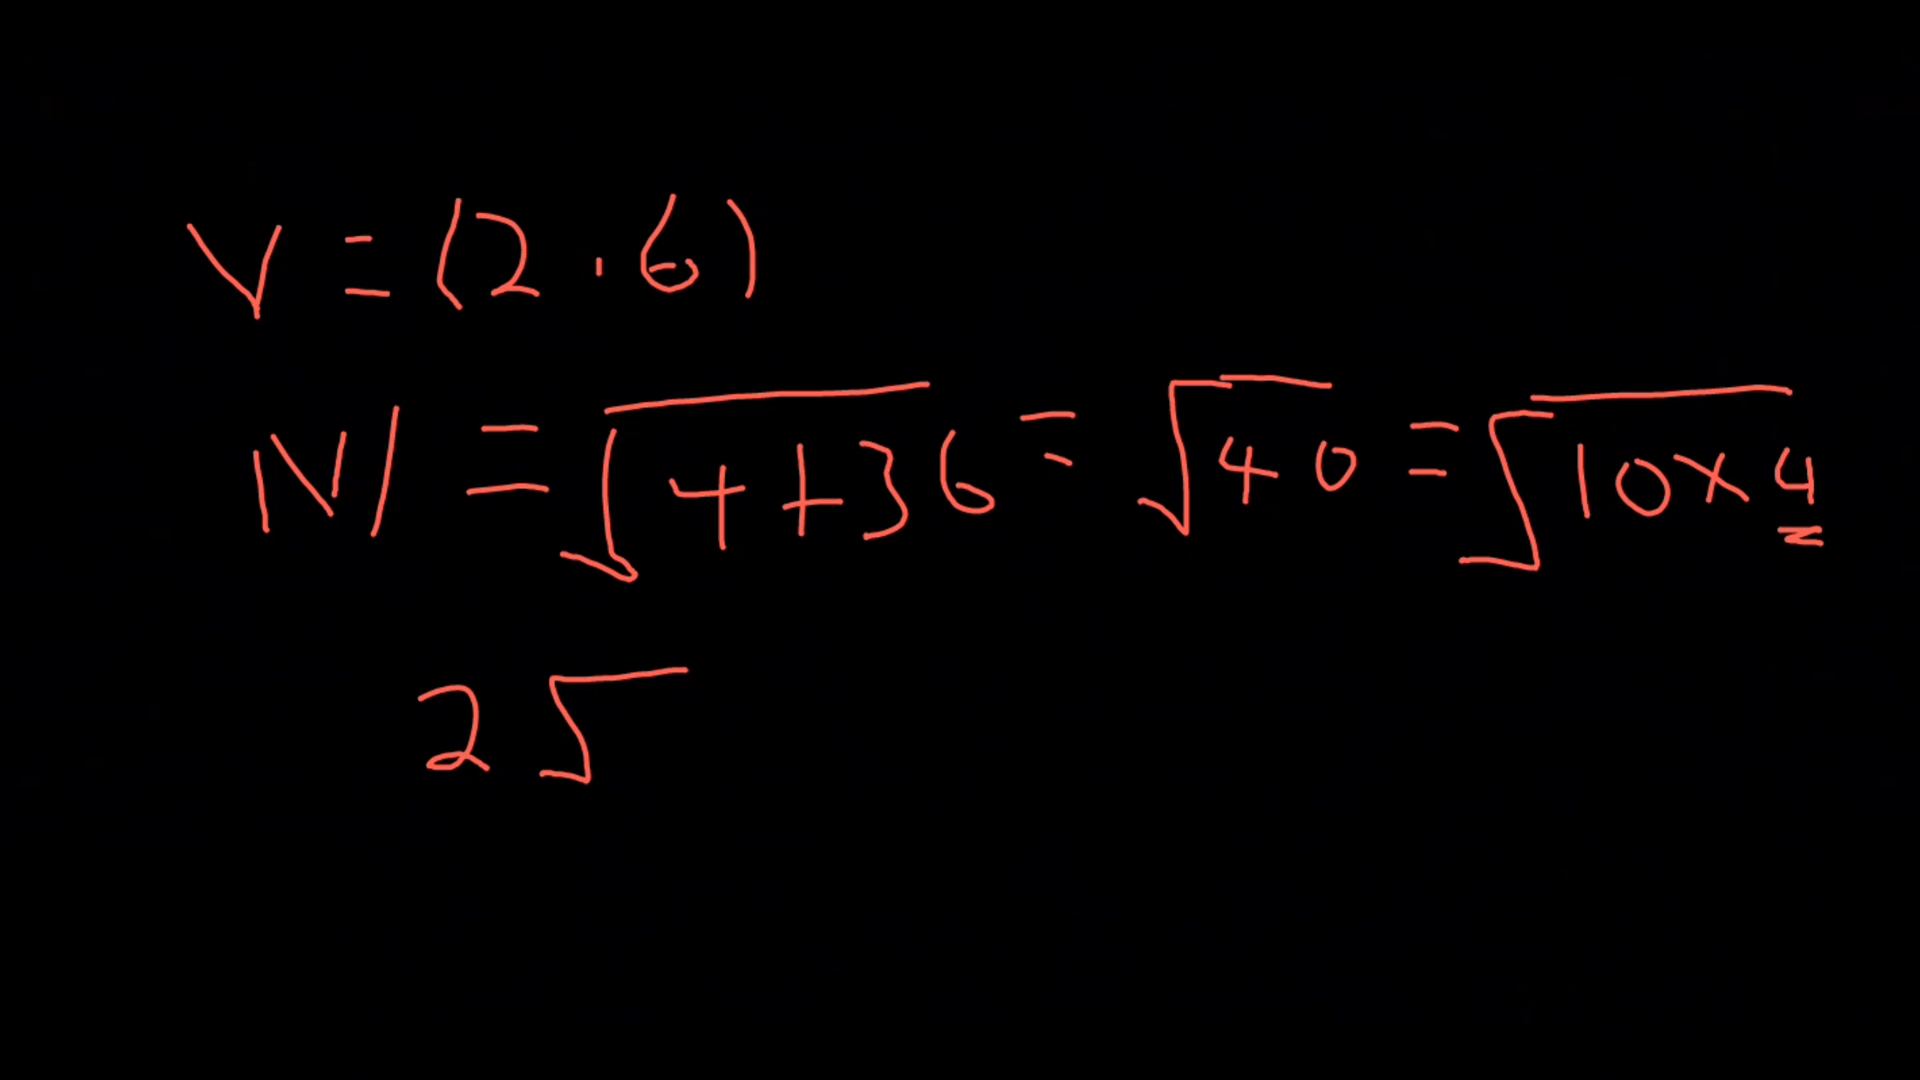 V = (2.6)
|V| = √4+36 = √40 = √10×4
2√